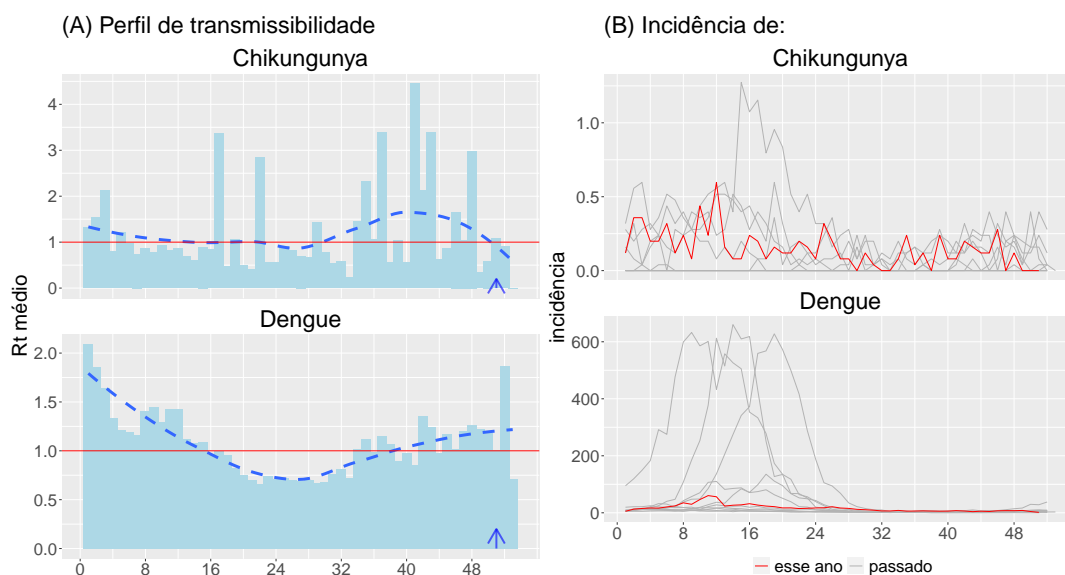 (A) Perfil de transmissibilidade
Chikungunya
4
3
2
1
0
Dengue
2.0
1.5
1.0
0.5
0.0
0 8 16 24 32 40 48
Rt médio
(B) Incidência de:
Chikungunya
1.0
0.5
0.0
Dengue
600
400
200
0
0 8 16 24 32 40 48
incidência
esse ano passado